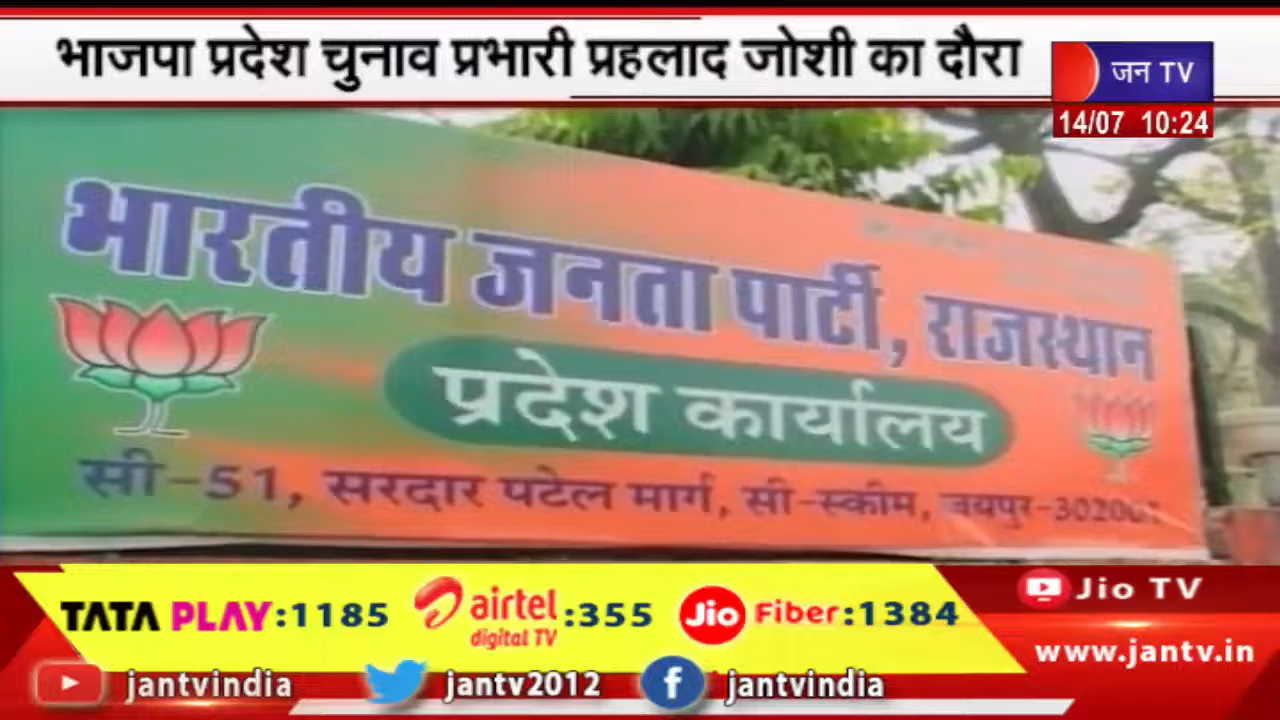 भाजपा प्रदेश चुनाव प्रभारी प्रहलाद जोशी का दौरा
जन TV
14/07 10:24
भारतीय जनता पार्टी, राजस्थान
प्रदेश कार्यालय
सी-51, सरदार पटेल मार्ग, सी-स्कीम, जयपुर-302001
TATA PLAY:1185
airtel digital TV :355
Jio Fiber:1384
Jio TV
www.jantv.in
jantvindia
jantv2012
jantvindia